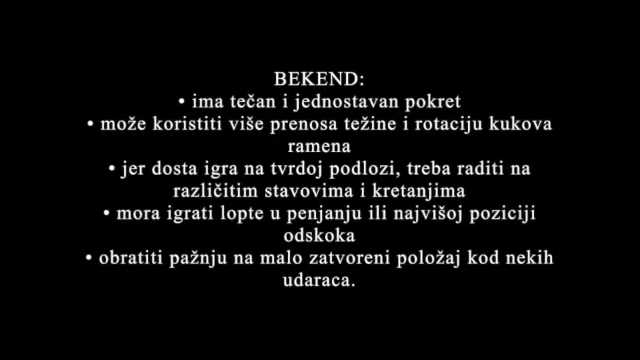 BEKEND:
• ima tečan i jednostavan pokret
• može koristiti više prenosa težine i rotaciju kukova
ramena
• jer dosta igra na tvrdoj podlozi, treba raditi na
različitim stavovima i kretanjima
• mora igrati lopte u penjanju ili najvišoj poziciji
odskoka
• obratiti pažnju na malo zatvoreni položaj kod nekih
udaraca.